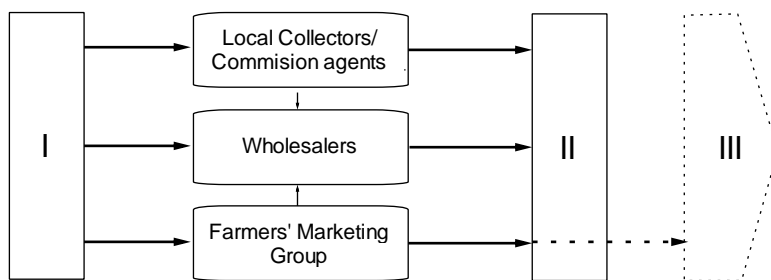 I
Local Collectors/
Commision agents
Wholesalers
Farmers' Marketing
Group
II
III